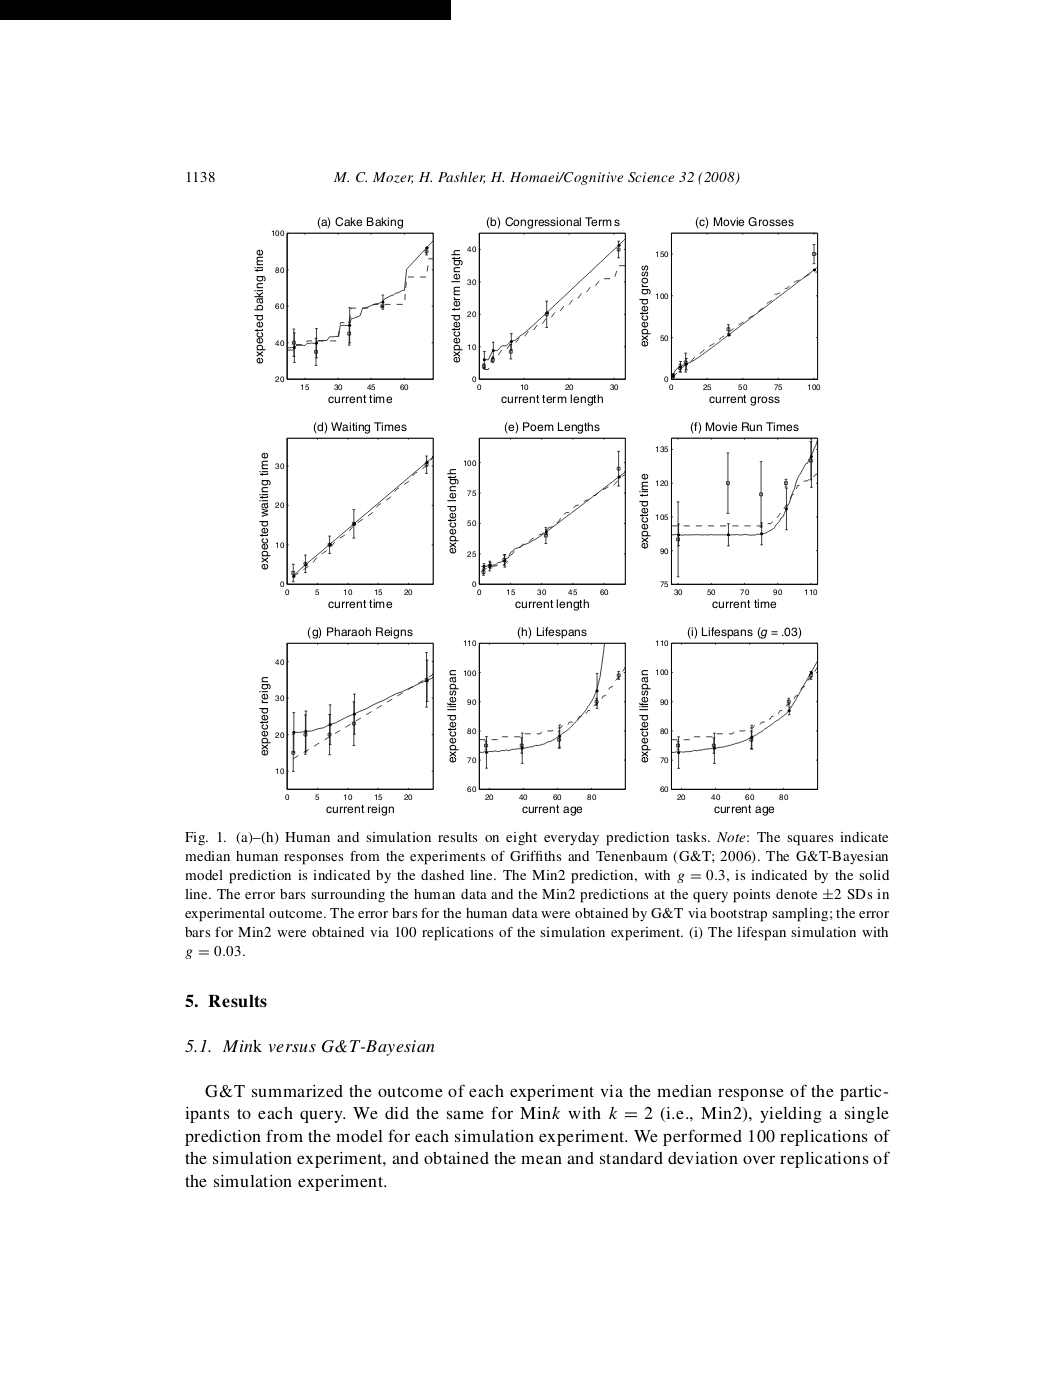 1138 M. C. Mozer, H. Pashler, H. Homaei/Cognitive Science 32 (2008)
(a) Cake Baking
100
80
60
40
20
expected baking time
15 30 45 60
current time
(b) Congressional Terms
40
30
20
10
0
expected term length
0 10 20 30
current term length
(c) Movie Grosses
150
100
50
0
expected gross
0 25 50 75 100
current gross
(d) Waiting Times
30
20
10
0
expected waiting time
0 5 10 15 20
current time
(e) Poem Lengths
100
75
50
25
0
expected length
0 15 30 45 60
current length
(f) Movie Run Times
135
120
105
90
75
expected time
30 50 70 90 110
current time
(g) Pharaoh Reigns
40
30
20
10
expected reign
0 5 10 15 20
current reign
(h) Lifespans
110
100
90
80
70
60
expected lifespan
20 40 60 80
current age
(i) Lifespans (g = .03)
110
100
90
80
70
60
expected lifespan
20 40 60 80
current age
Fig. 1. (a)–(h) Human and simulation results on eight everyday prediction tasks. Note: The squares indicate
median human responses from the experiments of Griffiths and Tenenbaum (G&T; 2006). The G&T-Bayesian
model prediction is indicated by the dashed line. The Min2 prediction, with g = 0.3, is indicated by the solid
line. The error bars surrounding the human data and the Min2 predictions at the query points denote ±2 SDs in
experimental outcome. The error bars for the human data were obtained by G&T via bootstrap sampling; the error
bars for Min2 were obtained via 100 replications of the simulation experiment. (i) The lifespan simulation with
g = 0.03.
5. Results
5.1. Mink versus G&T-Bayesian
G&T summarized the outcome of each experiment via the median response of the partic-
ipants to each query. We did the same for Mink with k = 2 (i.e., Min2), yielding a single
prediction from the model for each simulation experiment. We performed 100 replications of
the simulation experiment, and obtained the mean and standard deviation over replications of
the simulation experiment.